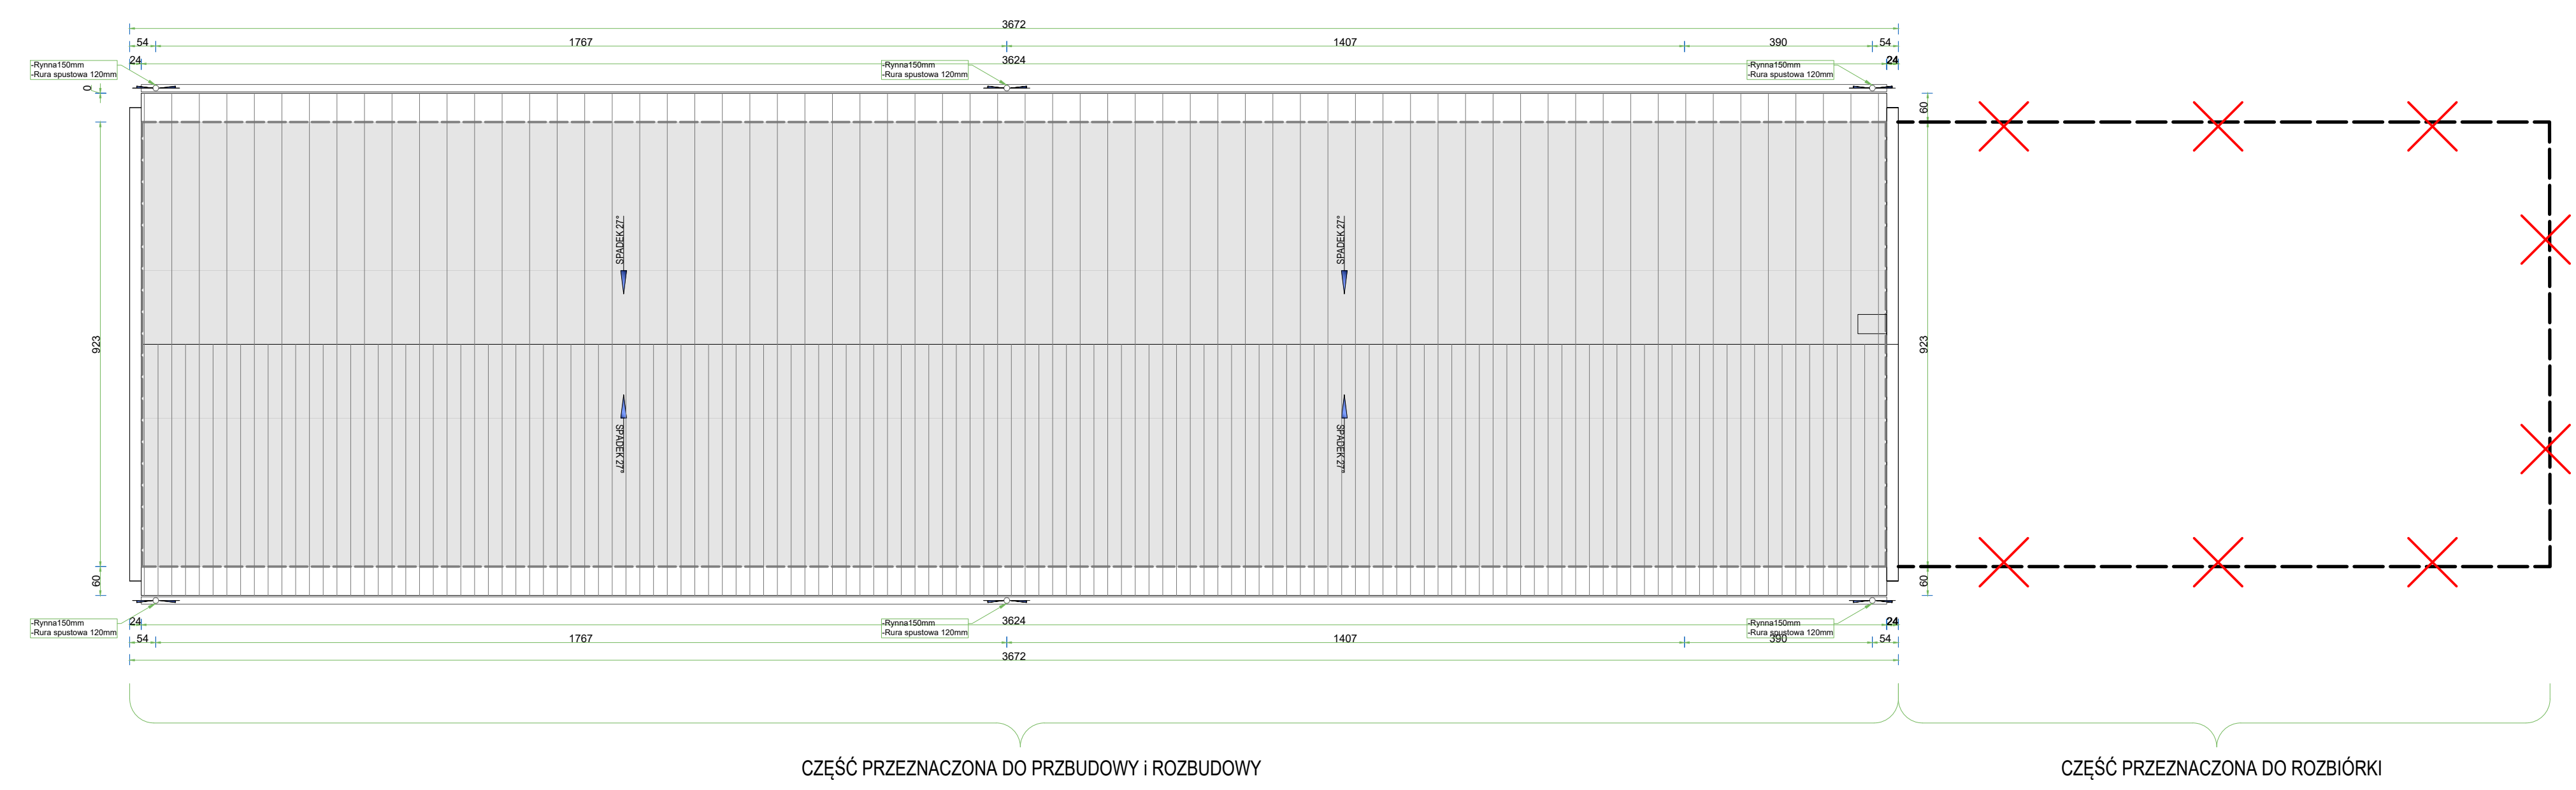 3672
54 1767 1407 390 54
24 3624 24
-Rynna150mm
-Rura spustowa 120mm
-Rynna150mm
-Rura spustowa 120mm
-Rynna150mm
-Rura spustowa 120mm
0
60
SPADEK 27°
SPADEK 27°
923
923
SPADEK 27°
SPADEK 27°
60
60
-Rynna150mm
-Rura spustowa 120mm
-Rynna150mm
-Rura spustowa 120mm
-Rynna150mm
-Rura spustowa 120mm
24 3624 24
54 1767 1407 390 54
3672
CZĘŚĆ PRZEZNACZONA DO PRZBUDOWY i ROZBUDOWY
CZĘŚĆ PRZEZNACZONA DO ROZBIÓRKI